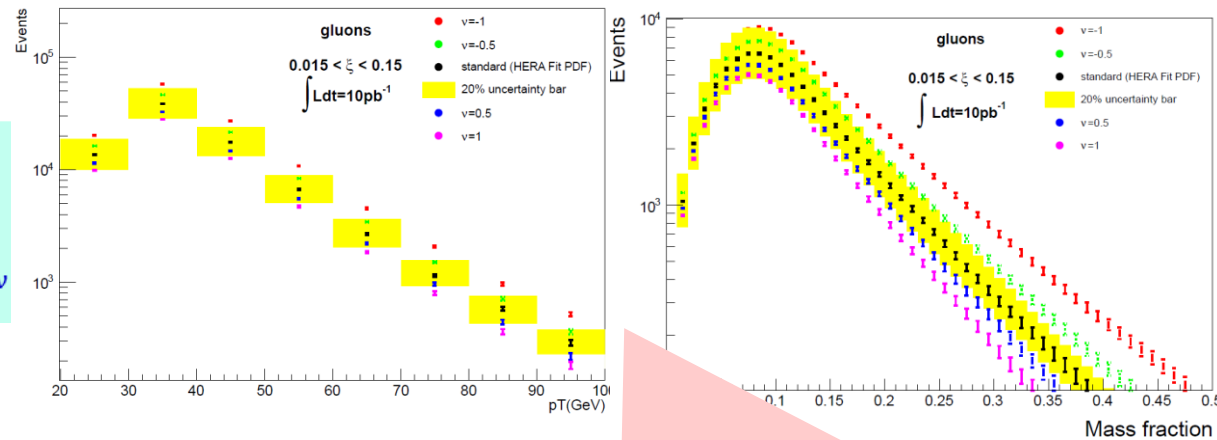 Events
10⁵
10⁴
10³
gluons
0.015 < ξ < 0.15
∫Ldt=10pb⁻¹
ν=-1
ν=-0.5
standard (HERA Fit PDF)
20% uncertainty bar
ν=0.5
ν=1
20 30 40 50 60 70 80 90 100
pT(GeV)
ν
Events
10⁴
10³
gluons
0.015 < ξ < 0.15
∫ Ldt=10pb⁻¹
ν=-1
ν=-0.5
standard (HERA Fit PDF)
20% uncertainty bar
ν=0.5
ν=1
0.1 0.15 0.2 0.25 0.3 0.35 0.4 0.45 0.5
Mass fraction